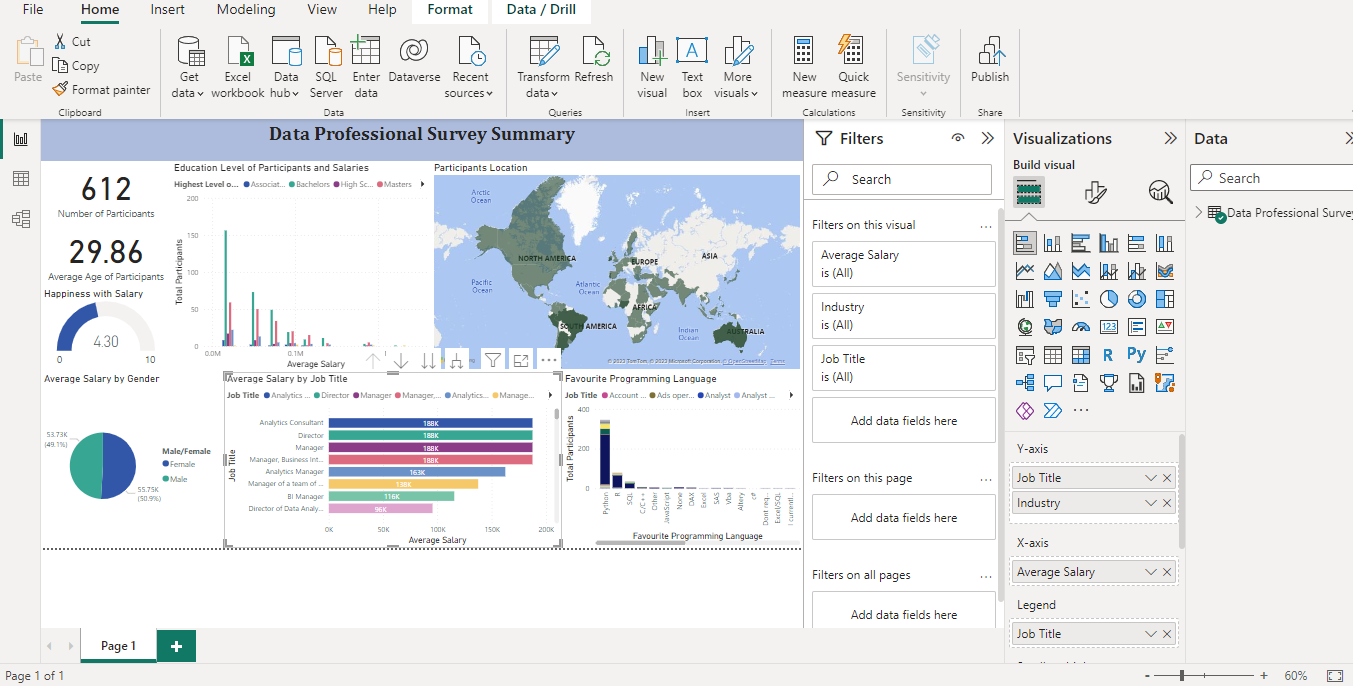 File Home Insert Modeling View Help Format Data / Drill
Paste
Cut
Copy
Format painter
Clipboard
Get data
Excel workbook
Data hub
SQL Server
Enter data
Dataverse
Recent sources
Data
Transform data
Refresh
Queries
New visual
Text box
More visuals
Insert
New measure
Quick measure
Calculations
Sensitivity
Sensitivity
Publish
Share
Data Professional Survey Summary
612
Number of Participants
29.86
Average Age of Participants
Happiness with Salary
4.30
0 10
Average Salary by Gender
53.73K
(49.1%)
55.75K
(50.9%)
Male/Female
Female
Male
Education Level of Participants and Salaries
Highest Level o... Associat... Bachelors High Sc... Masters
Total Participants
200
150
100
50
0
0.0M 0.1M
Average Salary
Participants Location
Arctic Ocean
NORTH AMERICA
EUROPE
ASIA
Pacific Ocean
Atlantic Ocean
AFRICA
SOUTH AMERICA
Indian Ocean
AUSTRALIA
© 2023 TomTom, © 2023 Microsoft Corporation, © OpenStreetMap Terms
Average Salary by Job Title
Job Title Analytics ... Director Manager Manager,... Analytics... Manage...
Job Title
Analytics Consultant 188K
Director 188K
Manager 188K
Manager, Business Int... 188K
Analytics Manager 163K
Manager of a team of ... 138K
BI Manager 116K
Director of Data Analy... 96K
0K 50K 100K 150K 200K
Average Salary
Favourite Programming Language
Job Title Account ... Ads oper... Analyst Analyst ...
Total Participants
400
200
0
Python R SQL C/C++ Other JavaScript None DAX Excel SAS Vba Altery c# Dont req... Excel/SQL I currentl...
Favourite Programming Language
Filters
Search
Filters on this visual ...
Average Salary
is (All)
Industry
is (All)
Job Title
is (All)
Add data fields here
Filters on this page ...
Add data fields here
Filters on all pages ...
Add data fields here
Visualizations
Build visual
123
R
Py
...
Y-axis
Job Title
Industry
X-axis
Average Salary
Legend
Job Title
Data
Search
Data Professional Survey
Page 1
+
Page 1 of 1
- + 60%